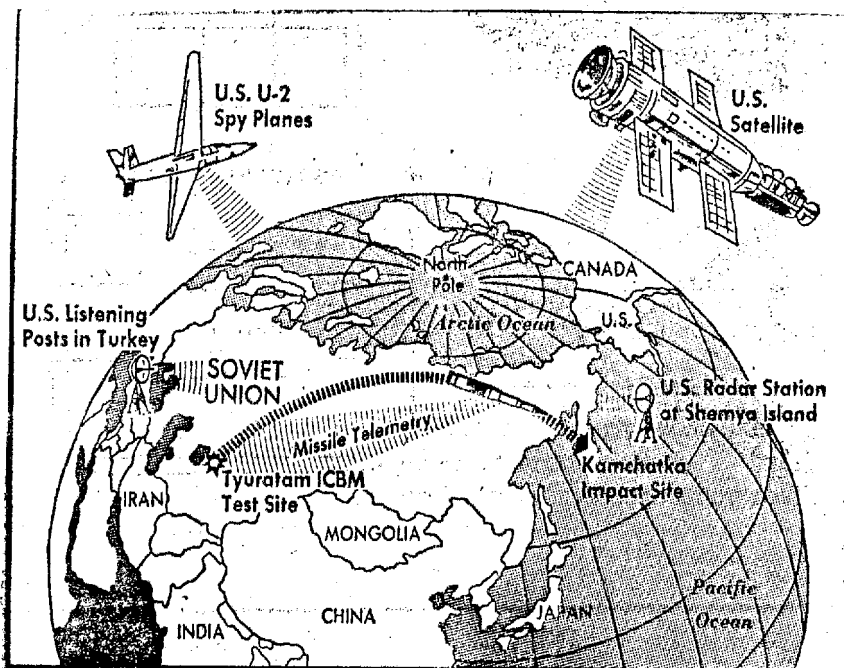 U.S. U-2
Spy Planes
U.S.
Satellite
North
Pole
CANADA
U.S.
Arctic Ocean
U.S. Listening
Posts in Turkey
SOVIET
UNION
U.S. Radar Station
at Shemya Island
Missile Telemetry
Kamchatka
Impact Site
Tyuratam ICBM
Test Site
IRAN
MONGOLIA
CHINA
INDIA
JAPAN
Pacific
Ocean